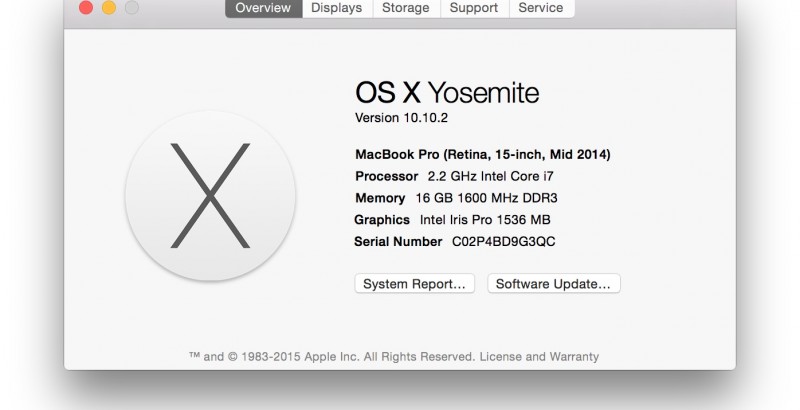 Overview Displays Storage Support Service
OS X Yosemite
Version 10.10.2
MacBook Pro (Retina, 15-inch, Mid 2014)
Processor 2.2 GHz Intel Core i7
Memory 16 GB 1600 MHz DDR3
Graphics Intel Iris Pro 1536 MB
Serial Number C02P4BD9G3QC
System Report... Software Update...
™ and © 1983-2015 Apple Inc. All Rights Reserved. License and Warranty